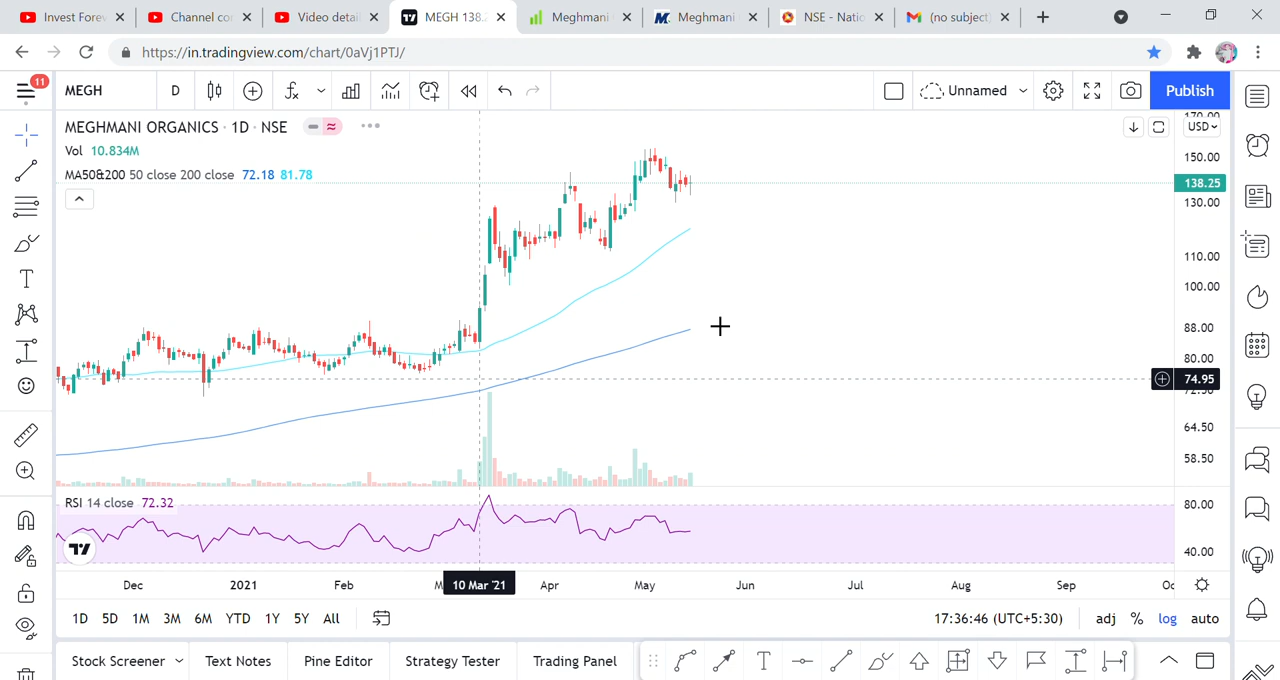 Invest Forev
Channel co
Video detail
MEGH 138.
Meghmani
Meghmani
NSE - Natio
(no subject
https://in.tradingview.com/chart/0aVj1PTJ/
11
MEGH
D
Unnamed
Publish
MEGHMANI ORGANICS · 1D · NSE
Vol 10.834M
MA50&200 50 close 200 close 72.18 81.78
USD
170.00
150.00
138.25
130.00
110.00
100.00
88.00
80.00
74.95
64.50
58.50
RSI 14 close 72.32
80.00
40.00
Dec
2021
Feb
10 Mar '21
Apr
May
Jun
Jul
Aug
Sep
1D 5D 1M 3M 6M YTD 1Y 5Y All
17:36:46 (UTC+5:30)
adj % log auto
Stock Screener
Text Notes
Pine Editor
Strategy Tester
Trading Panel